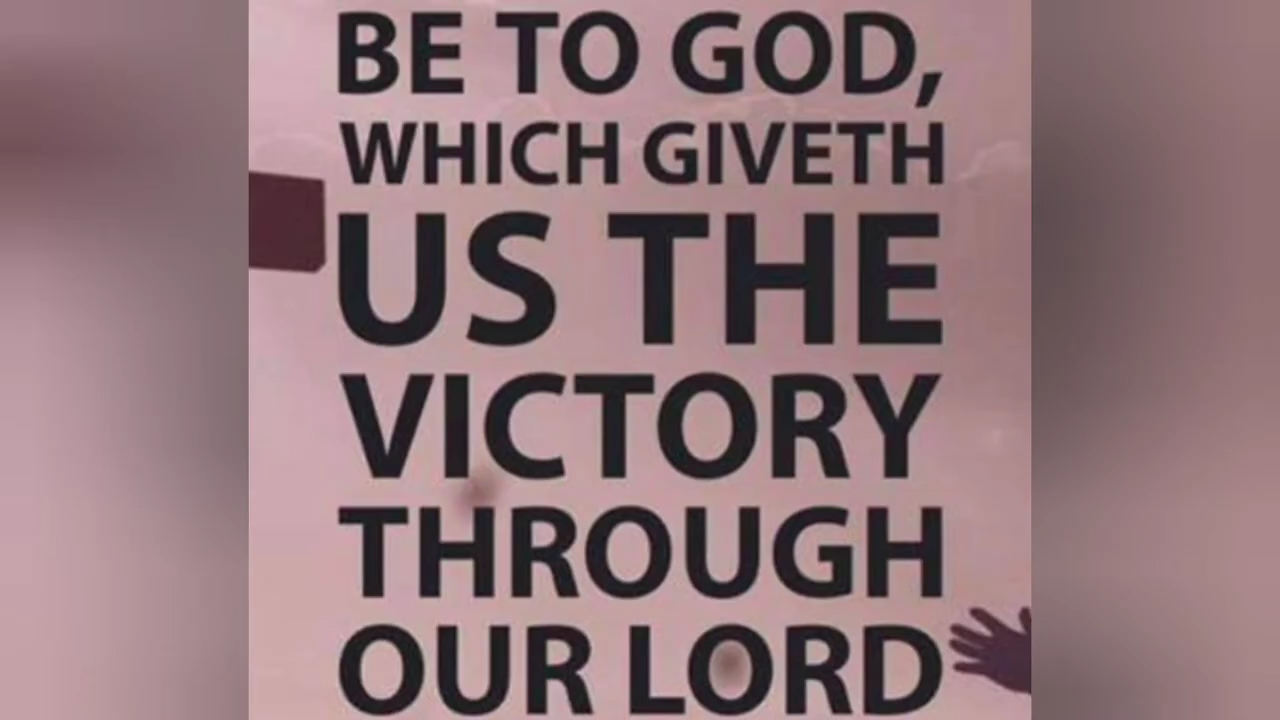 BE TO GOD,
WHICH GIVETH
US THE
VICTORY
THROUGH
OUR LORD